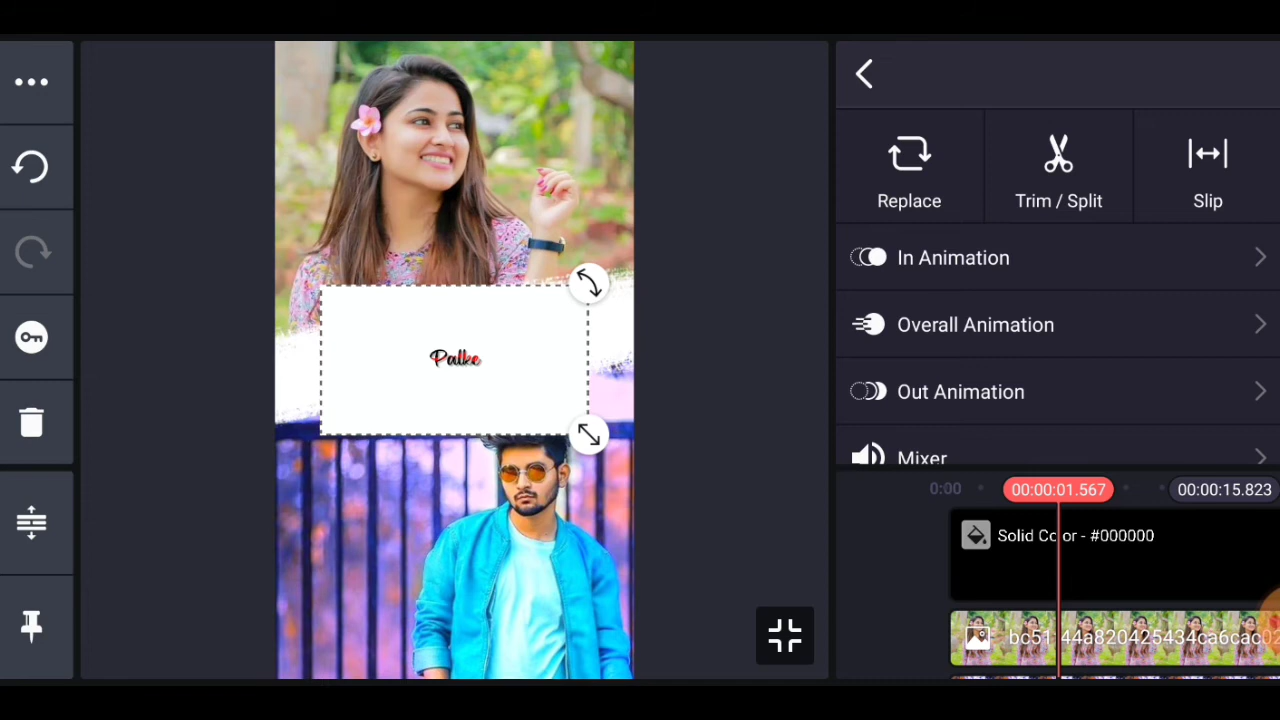 Palke
Replace
Trim / Split
Slip
In Animation
Overall Animation
Out Animation
Mixer
0:00
00:00:01.567
00:00:15.823
Solid Color - #000000